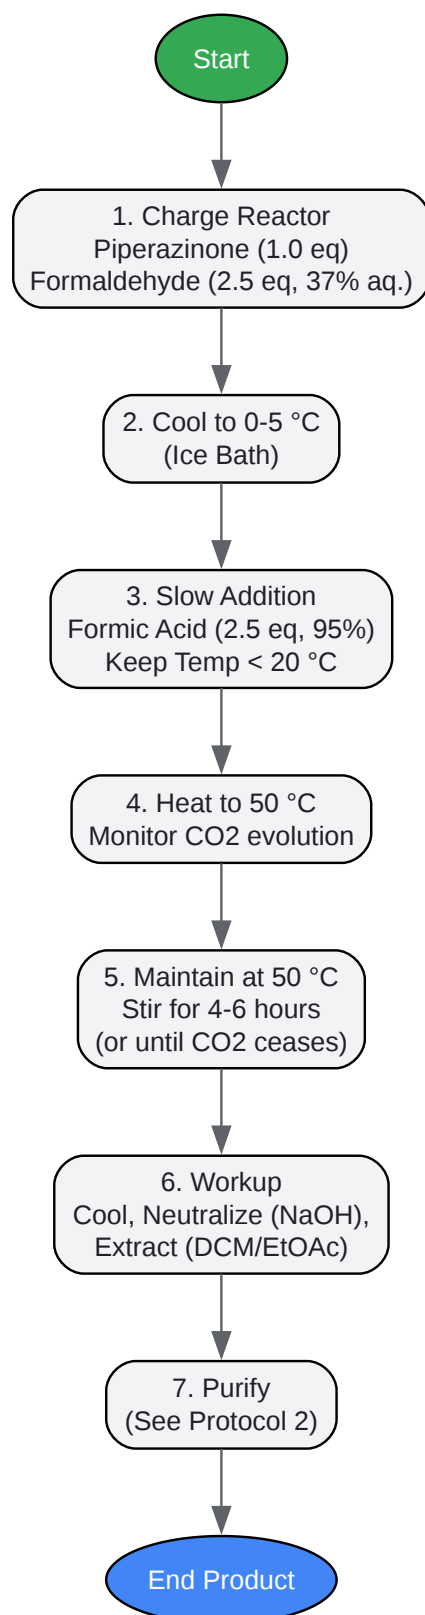 Start
1. Charge Reactor
Piperazinone (1.0 eq)
Formaldehyde (2.5 eq, 37% aq.)
2. Cool to 0-5 °C
(Ice Bath)
3. Slow Addition
Formic Acid (2.5 eq, 95%)
Keep Temp < 20 °C
4. Heat to 50 °C
Monitor CO2 evolution
5. Maintain at 50 °C
Stir for 4-6 hours
(or until CO2 ceases)
6. Workup
Cool, Neutralize (NaOH),
Extract (DCM/EtOAc)
7. Purify
(See Protocol 2)
End Product